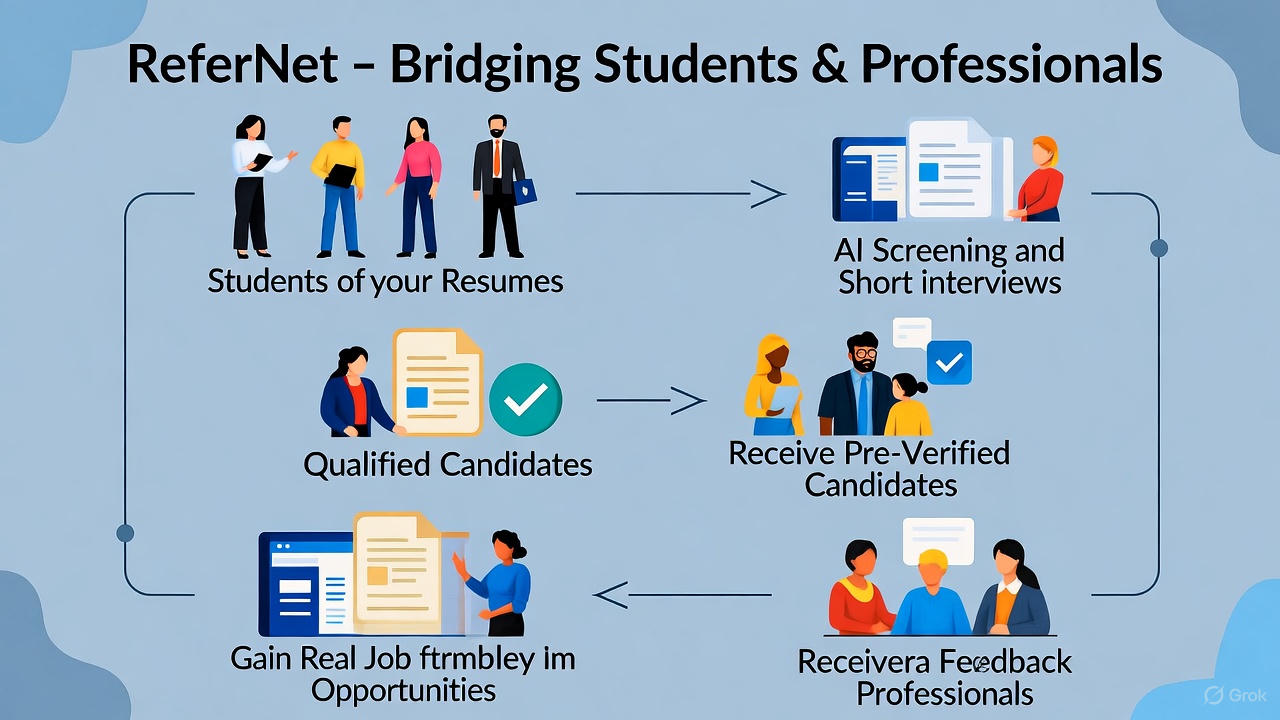 ReferNet – Bridging Students & Professionals
Students of your Resumes
AI Screening and
Short interviews
Qualified Candidates
Receive Pre-Verified
Candidates
Gain Real Job ftrmbley im
Opportunities
Receivera Feedback
Professionals
Grok